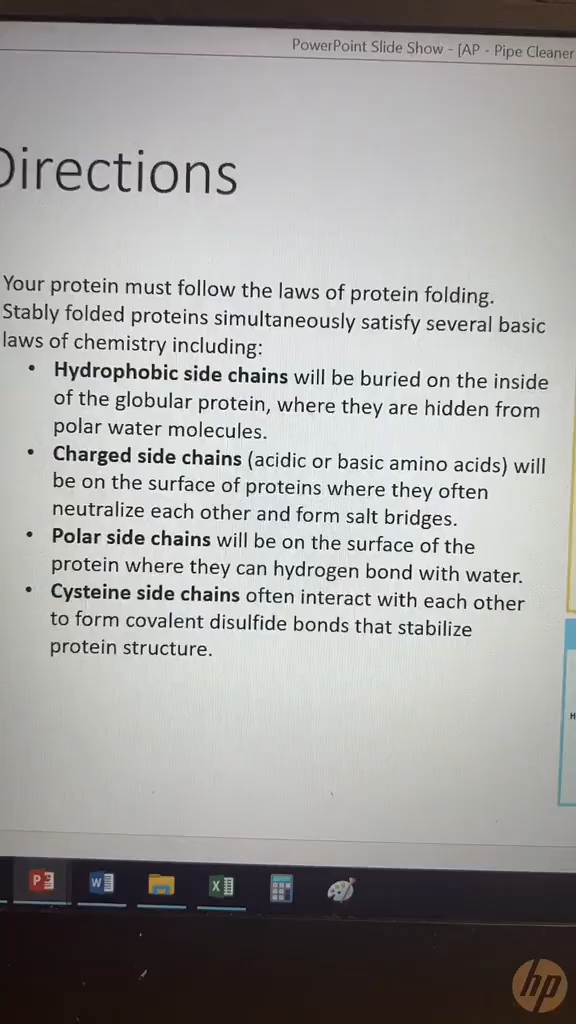 PowerPoint Slide Show - [AP - Pipe Cleaner
Directions
Your protein must follow the laws of protein folding.
Stably folded proteins simultaneously satisfy several basic
laws of chemistry including:
• Hydrophobic side chains will be buried on the inside
of the globular protein, where they are hidden from
polar water molecules.
• Charged side chains (acidic or basic amino acids) will
be on the surface of proteins where they often
neutralize each other and form salt bridges.
• Polar side chains will be on the surface of the
protein where they can hydrogen bond with water.
• Cysteine side chains often interact with each other
to form covalent disulfide bonds that stabilize
protein structure.
H
P
W
X
hp